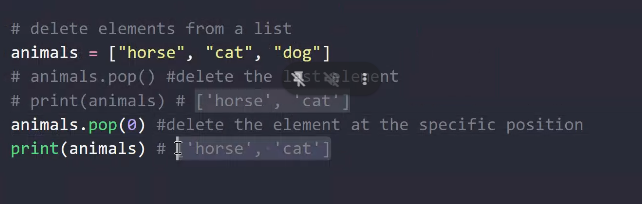 # delete elements from a list
animals = ["horse", "cat", "dog"]
# animals.pop() #delete the last element
# print(animals) # ['horse', 'cat']
animals.pop(0) #delete the element at the specific position
print(animals) # ['horse', 'cat']